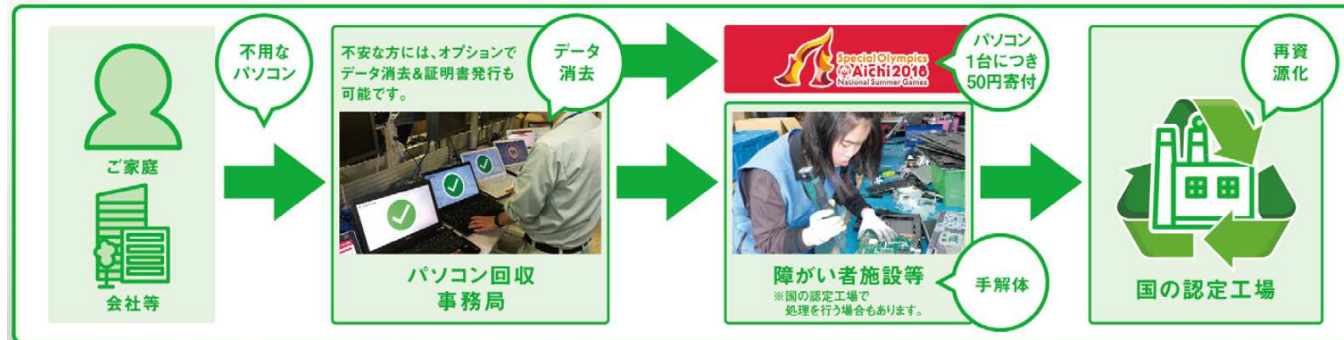 ご家庭
会社等
不用な
パソコン
不安な方には、オプションで
データ消去&証明書発行も
可能です。
データ
消去
パソコン回収
事務局
Special Olympics
Aichi 2018
National Summer Games
パソコン
1台につき
50円寄付
障がい者施設等
※国の認定工場で
処理を行う場合もあります。
手解体
再資
源化
国の認定工場